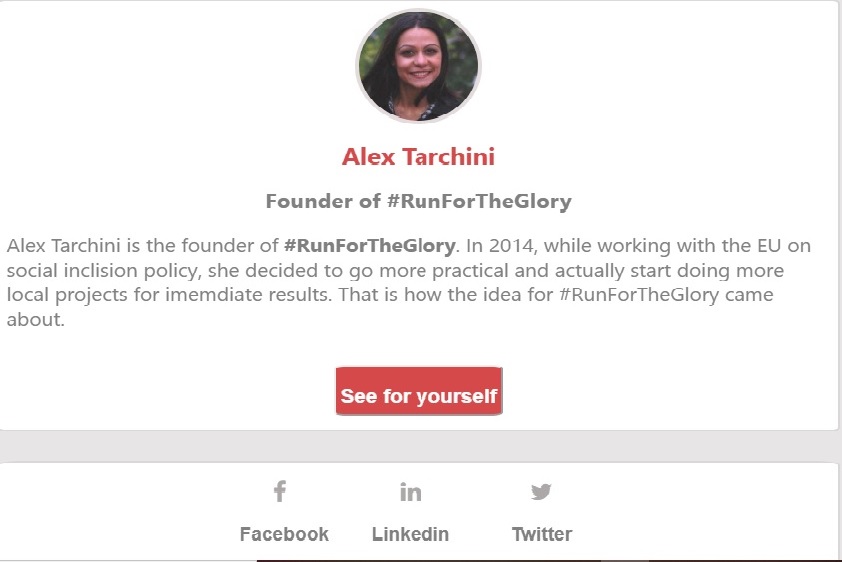 Alex Tarchini
Founder of #RunForTheGlory
Alex Tarchini is the founder of #RunForTheGlory. In 2014, while working with the EU on
social inclision policy, she decided to go more practical and actually start doing more
local projects for imemdiate results. That is how the idea for #RunForTheGlory came
about.
See for yourself
Facebook Linkedin Twitter